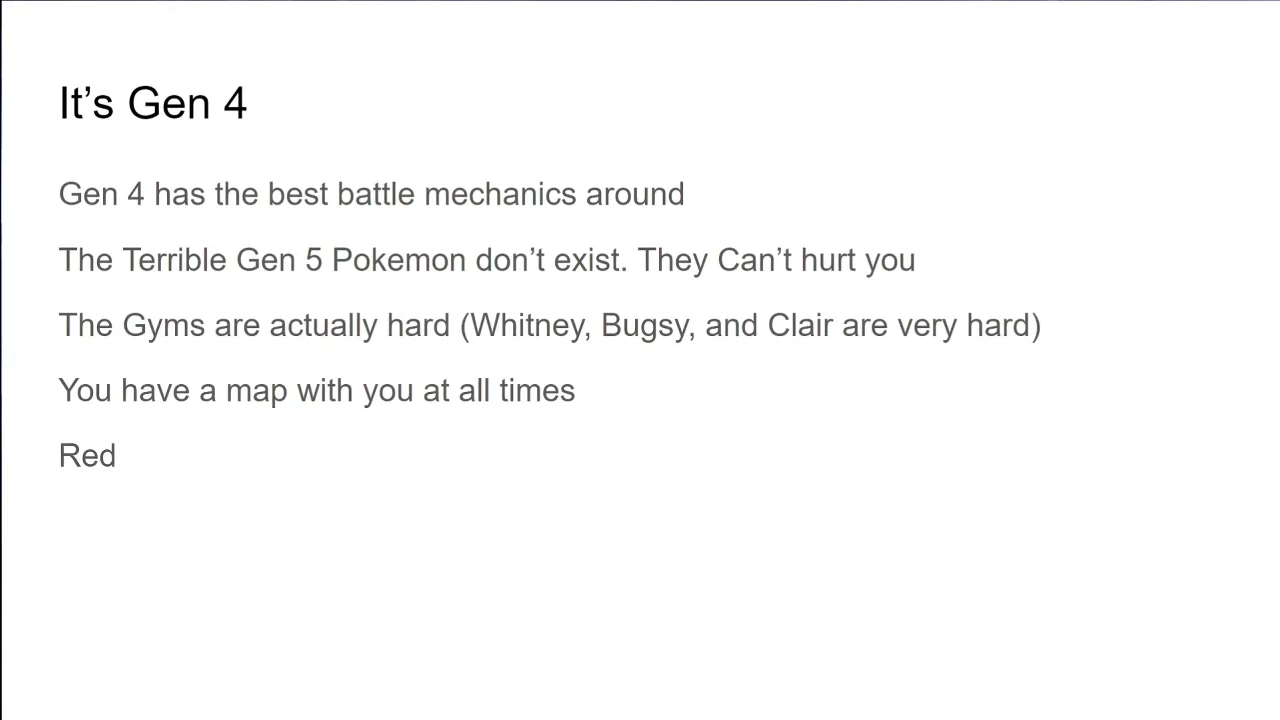 It’s Gen 4
Gen 4 has the best battle mechanics around
The Terrible Gen 5 Pokemon don’t exist. They Can’t hurt you
The Gyms are actually hard (Whitney, Bugsy, and Clair are very hard)
You have a map with you at all times
Red